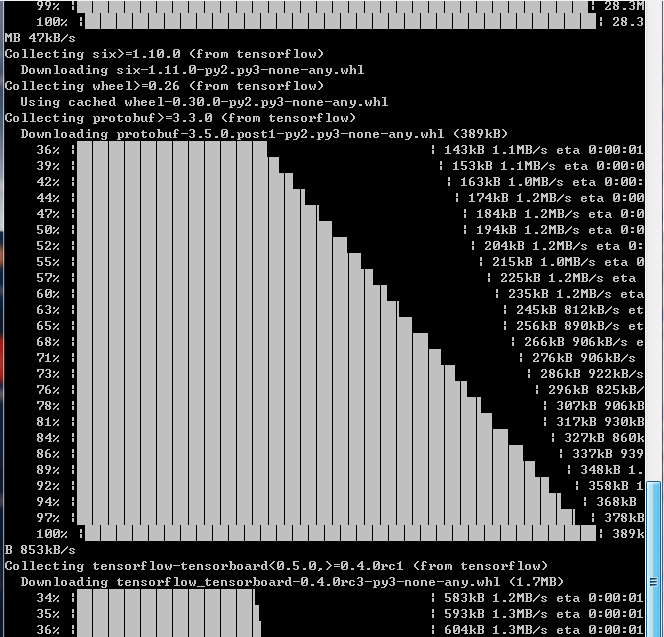 99% | 28.3M
100% | 28.3
MB 47kB/s
Collecting six>=1.10.0 (from tensorflow)
Downloading six-1.11.0-py2.py3-none-any.whl
Collecting wheel>=0.26 (from tensorflow)
Using cached wheel-0.30.0-py2.py3-none-any.whl
Collecting protobuf>=3.3.0 (from tensorflow)
Downloading protobuf-3.5.0.post1-py2.py3-none-any.whl (389kB)
36% | | 143kB 1.1MB/s eta 0:00:01
39% | | 153kB 1.1MB/s eta 0:00:0
42% | | 163kB 1.0MB/s eta 0:00:
44% | | 174kB 1.2MB/s eta 0:00
47% | | 184kB 1.2MB/s eta 0:0
50% | | 194kB 1.2MB/s eta 0:0
52% | | 204kB 1.2MB/s eta 0:
55% | | 215kB 1.0MB/s eta 0
57% | | 225kB 1.2MB/s eta
60% | | 235kB 1.2MB/s eta
63% | | 245kB 812kB/s et
65% | | 256kB 890kB/s et
68% | | 266kB 906kB/s e
71% | | 276kB 906kB/s
73% | | 286kB 922kB/s
76% | | 296kB 825kB/
78% | | 307kB 906kB
81% | | 317kB 930kB
84% | | 327kB 860k
86% | | 337kB 939
89% | | 348kB 1.
92% | | 358kB 1
94% | | 368kB
97% | | 378kB
100% | | 389k
B 853kB/s
Collecting tensorflow-tensorboard<0.5.0,>=0.4.0rc1 (from tensorflow)
Downloading tensorflow_tensorboard-0.4.0rc3-py3-none-any.whl (1.7MB)
34% | | 583kB 1.2MB/s eta 0:00:01
35% | | 593kB 1.3MB/s eta 0:00:01
36% | | 604kB 1.3MB/s eta 0:00:01